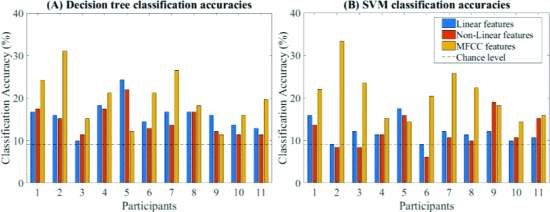 (A) Decision tree classification accuracies
(B) SVM classification accuracies
Classification Accuracy (%)
40
30
20
10
0
1 2 3 4 5 6 7 8 9 10 11
Participants
Classification Accuracy (%)
40
30
20
10
0
Linear features
Non-Linear features
MFCC features
Chance level
1 2 3 4 5 6 7 8 9 10 11
Participants